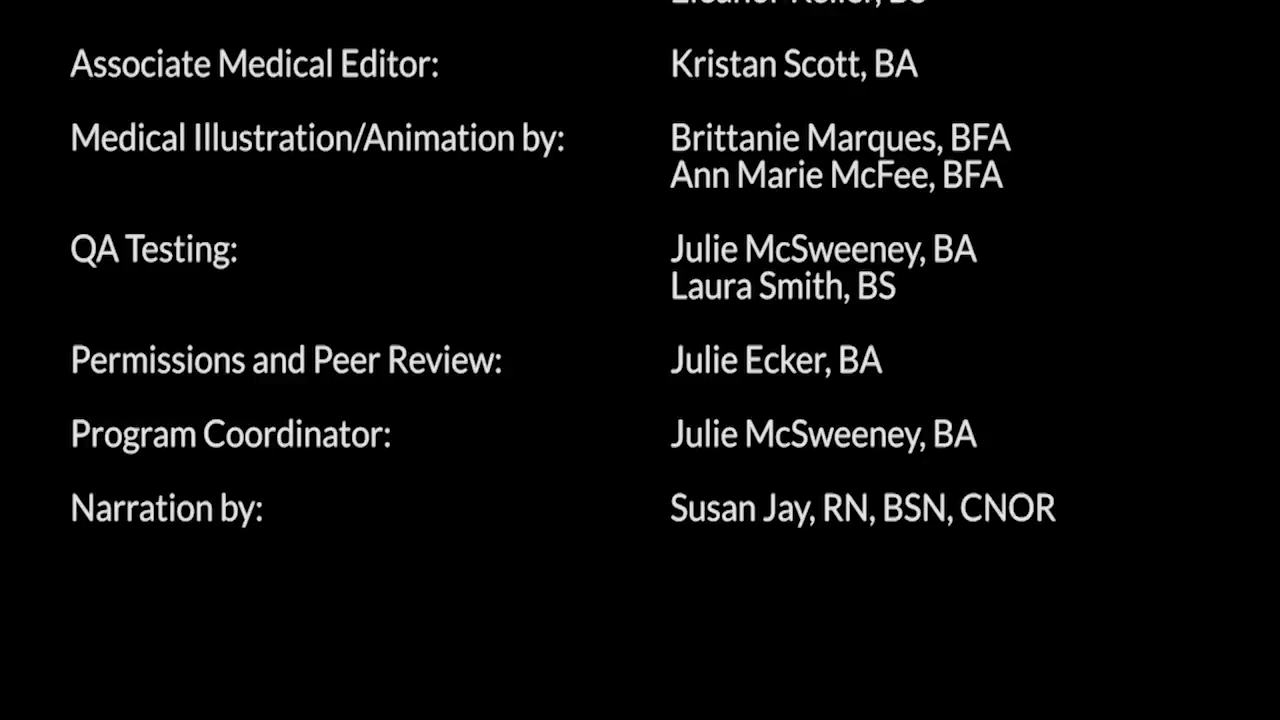 Associate Medical Editor: Kristan Scott, BA
Medical Illustration/Animation by: Brittanie Marques, BFA
Ann Marie McFee, BFA
QA Testing: Julie McSweeney, BA
Laura Smith, BS
Permissions and Peer Review: Julie Ecker, BA
Program Coordinator: Julie McSweeney, BA
Narration by: Susan Jay, RN, BSN, CNOR